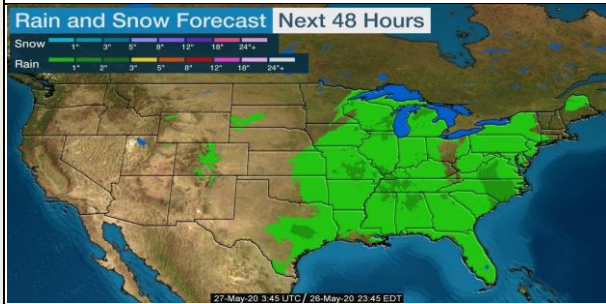 Rain and Snow Forecast Next 48 Hours
Snow
1" 3" 5" 8" 12" 18" 24"+
Rain
1" 2" 3" 5" 8" 12" 18" 24"+
27-May-20 3:45 UTC / 26-May-20 23:45 EDT